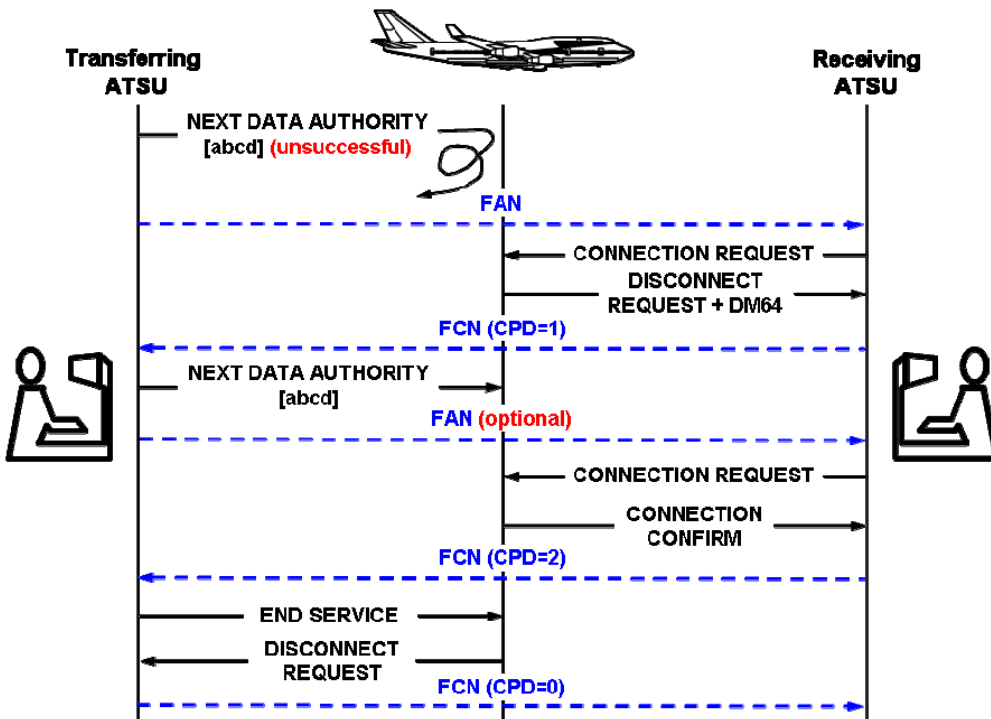 Transferring
ATSU
Receiving
ATSU
NEXT DATA AUTHORITY
[abcd] (unsuccessful)
FAN
CONNECTION REQUEST
DISCONNECT
REQUEST + DM64
FCN (CPD=1)
NEXT DATA AUTHORITY
[abcd]
FAN (optional)
CONNECTION REQUEST
CONNECTION
CONFIRM
FCN (CPD=2)
END SERVICE
DISCONNECT
REQUEST
FCN (CPD=0)